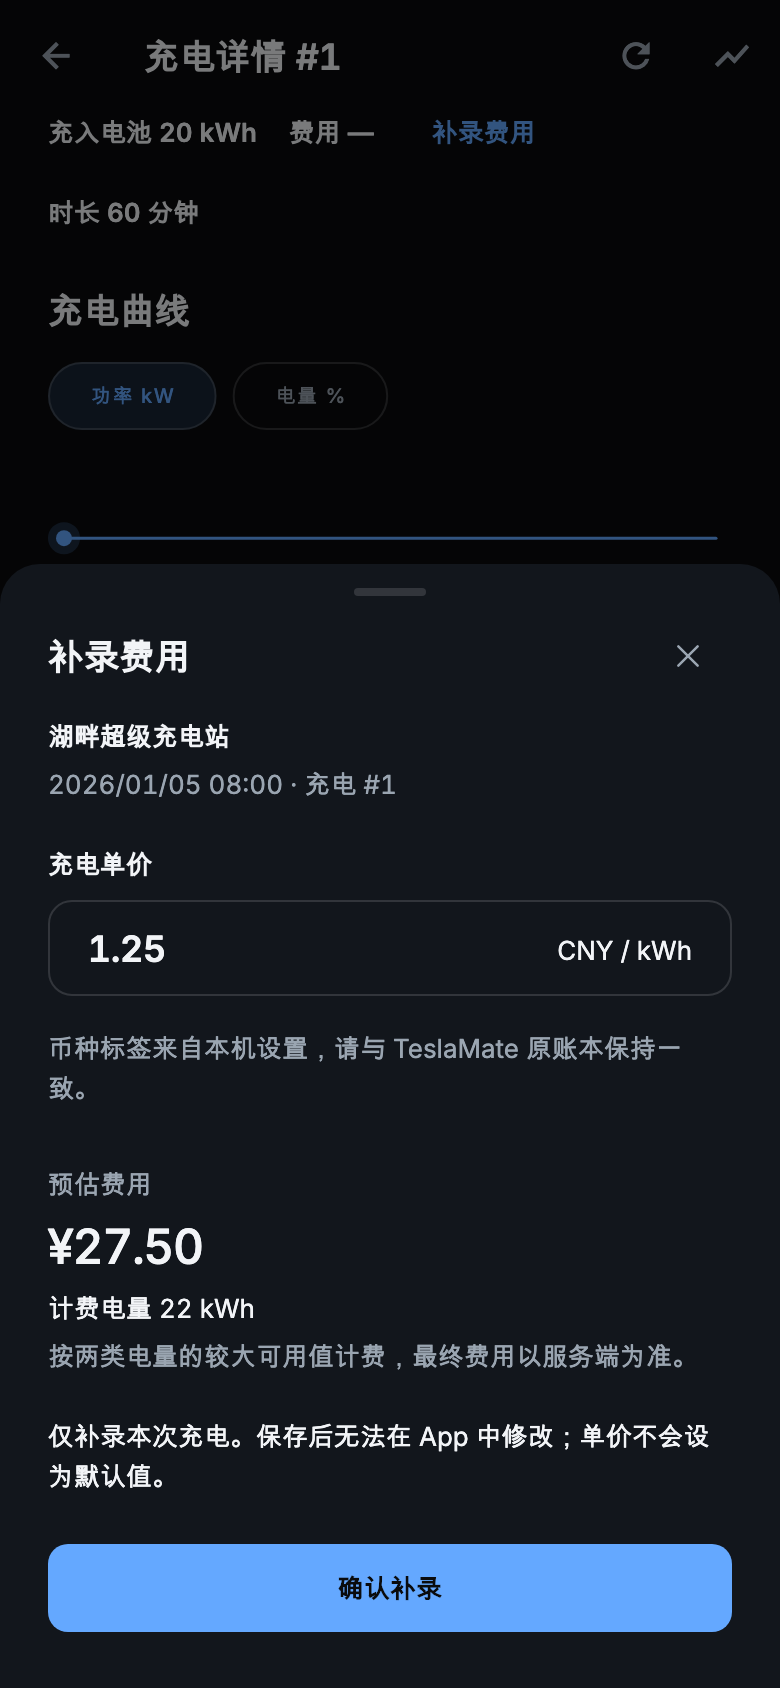 充电详情 #1
充入电池 20 kWh 费用 — 补录费用
时长 60 分钟
充电曲线
功率 kW 电量 %
补录费用
湖畔超级充电站
2026/01/05 08:00 · 充电 #1
充电单价
1.25 CNY / kWh
币种标签来自本机设置，请与 TeslaMate 原账本保持一
致。
预估费用
¥27.50
计费电量 22 kWh
按两类电量的较大可用值计费，最终费用以服务端为准。
仅补录本次充电。保存后无法在 App 中修改；单价不会设
为默认值。
确认补录